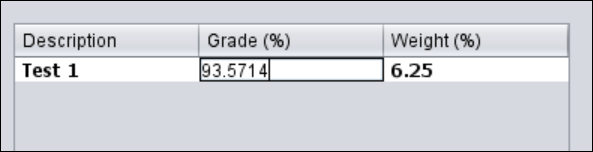 Description Grade (%) Weight (%)
Test 1 93.5714 6.25